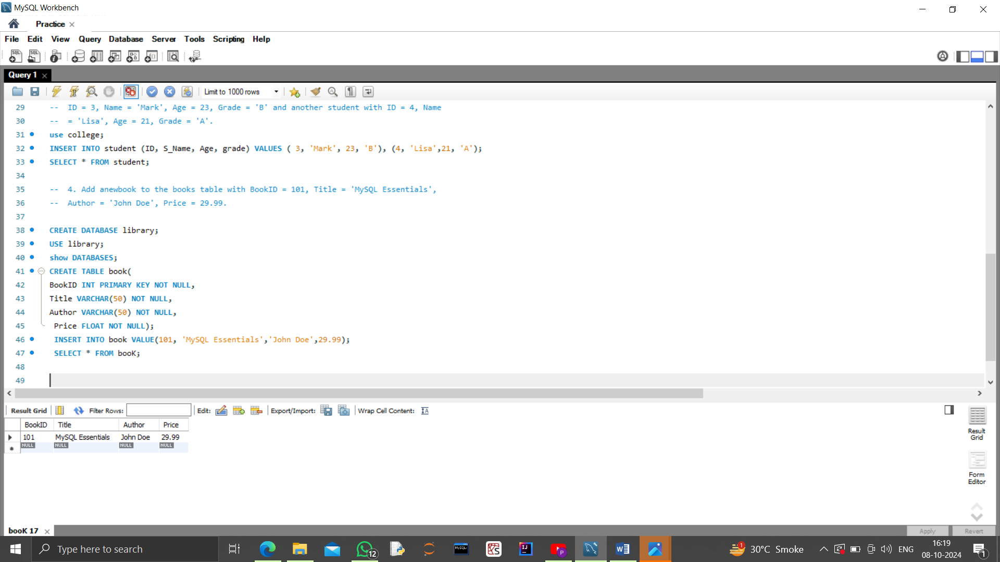 MySQL Workbench
Practice
File Edit View Query Database Server Tools Scripting Help
Query 1
Limit to 1000 rows
29 -- ID = 3, Name = 'Mark', Age = 23, Grade = 'B' and another student with ID = 4, Name
30 -- = 'Lisa', Age = 21, Grade = 'A'.
31 use college;
32 INSERT INTO student (ID, S_Name, Age, grade) VALUES ( 3, 'Mark', 23, 'B'), (4, 'Lisa',21, 'A');
33 SELECT * FROM student;
34
35 -- 4. Add anewbook to the books table with BookID = 101, Title = 'MySQL Essentials',
36 -- Author = 'John Doe', Price = 29.99.
37
38 CREATE DATABASE library;
39 USE library;
40 show DATABASES;
41 CREATE TABLE book(
42 BookID INT PRIMARY KEY NOT NULL,
43 Title VARCHAR(50) NOT NULL,
44 Author VARCHAR(50) NOT NULL,
45 Price FLOAT NOT NULL);
46 INSERT INTO book VALUE(101, 'MySQL Essentials','John Doe',29.99);
47 SELECT * FROM booK;
48
49
Result Grid Filter Rows: Edit: Export/Import: Wrap Cell Content:
BookID Title Author Price
101 MySQL Essentials John Doe 29.99
NULL NULL NULL NULL
Result
Grid
Form
Editor
booK 17
Apply Revert
Type here to search
12
1
30°C Smoke
ENG
16:19
08-10-2024
1